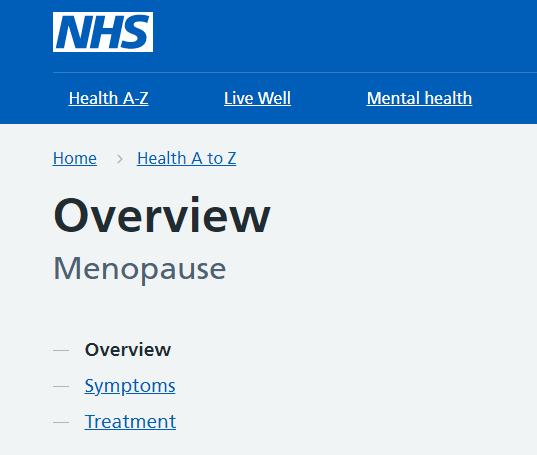 NHS
Health A-Z Live Well Mental health
Home > Health A to Z
Overview
Menopause
— Overview
— Symptoms
— Treatment